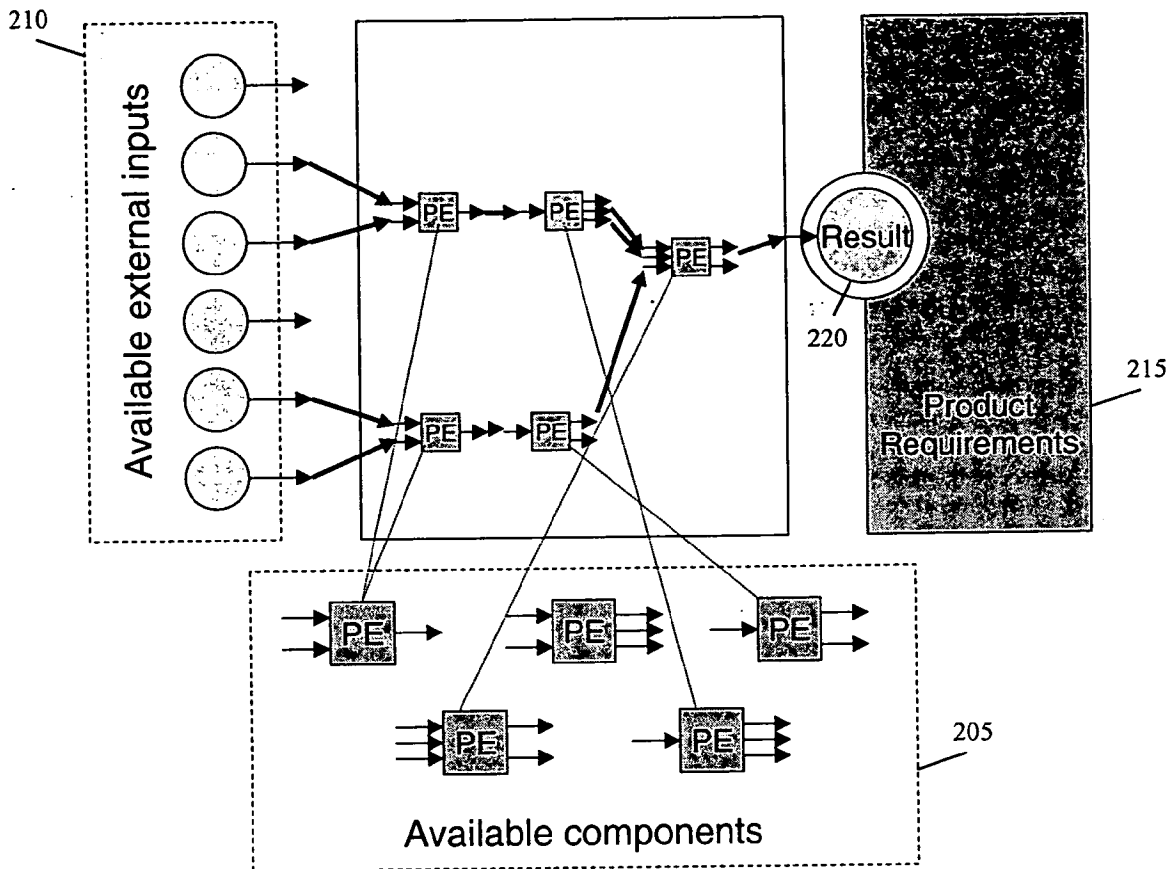 210
Available external inputs
PE
PE
PE
Result
220
215
Product
Requirements
PE
PE
PE
PE
PE
PE
PE
205
Available components